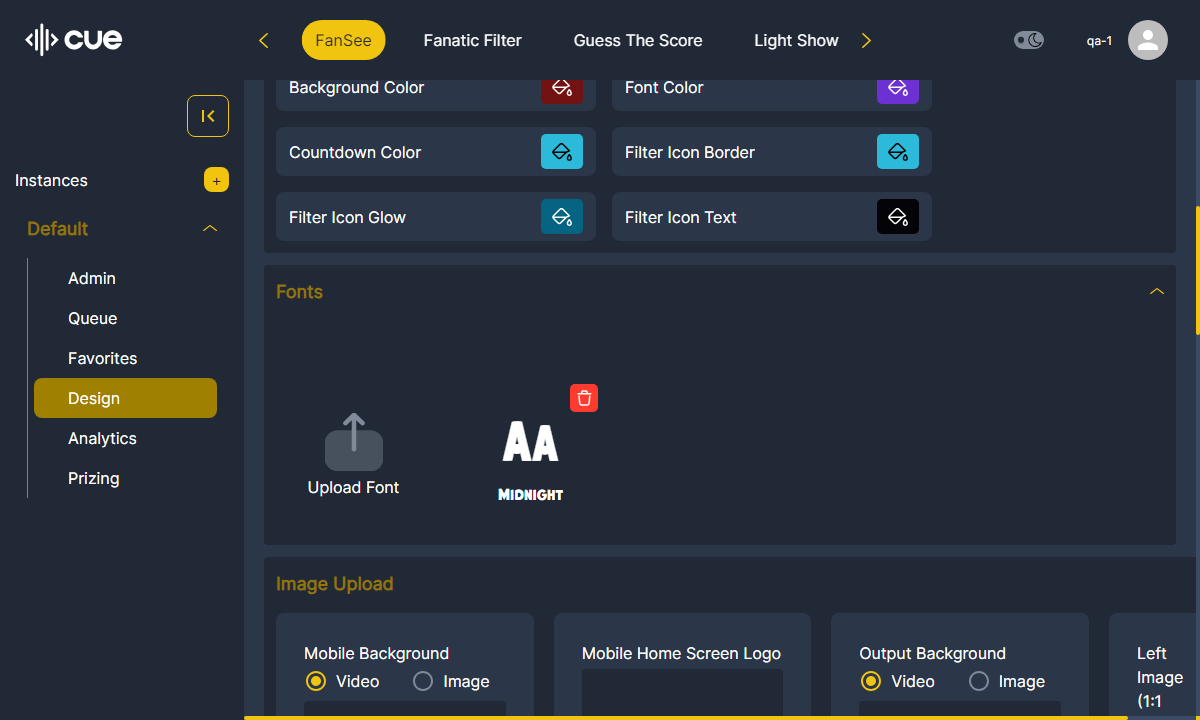 cue
FanSee
Fanatic Filter
Guess The Score
Light Show
qa-1
Instances
+
Default
Admin
Queue
Favorites
Design
Analytics
Prizing
Background Color
Font Color
Countdown Color
Filter Icon Border
Filter Icon Glow
Filter Icon Text
Fonts
Upload Font
AA
MIDNIGHT
Image Upload
Mobile Background
Video
Image
Mobile Home Screen Logo
Output Background
Video
Image
Left
Image
(1:1